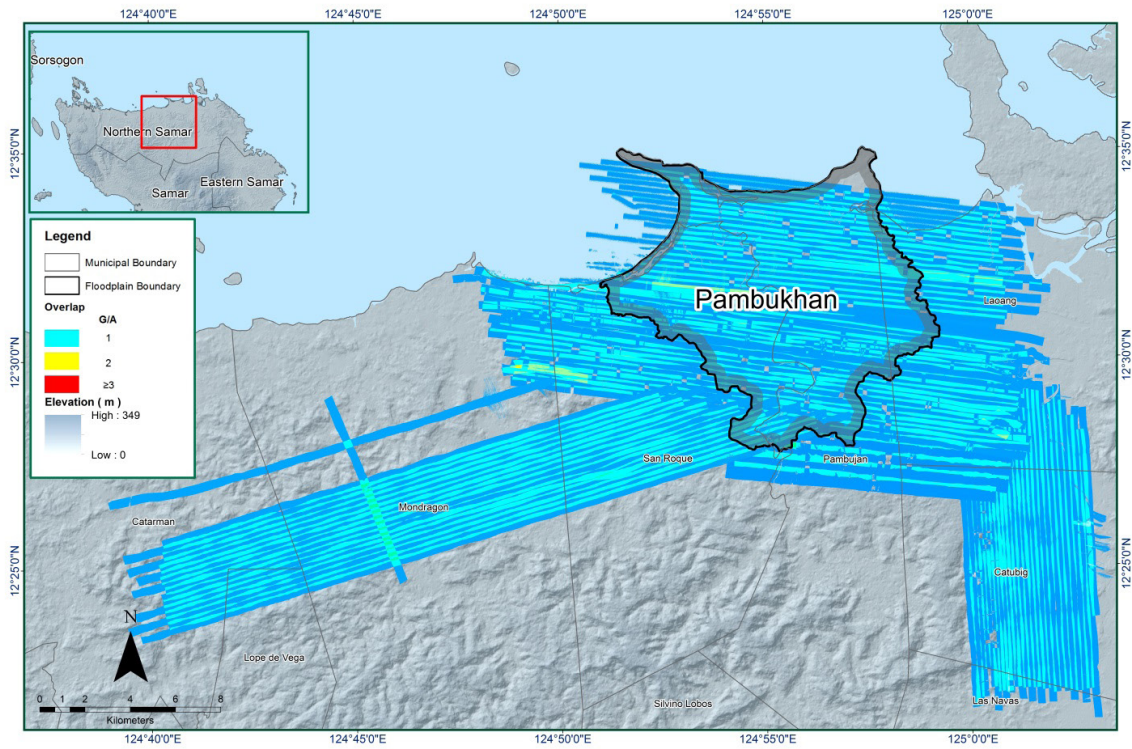 124°40'0"E
124°45'0"E
124°50'0"E
124°55'0"E
125°0'0"E
Sorsogon
Northern Samar
Samar
Eastern Samar
12°35'0"N
12°35'0"N
Legend
Municipal Boundary
Floodplain Boundary
Overlap
G/A
1
2
≥3
Elevation ( m )
High : 349
Low : 0
Pambukhan
Laoang
12°30'0"N
12°30'0"N
San Roque
Pambujan
Mondragon
Catarman
12°25'0"N
12°25'0"N
Catubig
N
Lope de Vega
Silvino Lobos
Las Navas
0 1 2 4 6 8
Kilometers
124°40'0"E
124°45'0"E
124°50'0"E
124°55'0"E
125°0'0"E